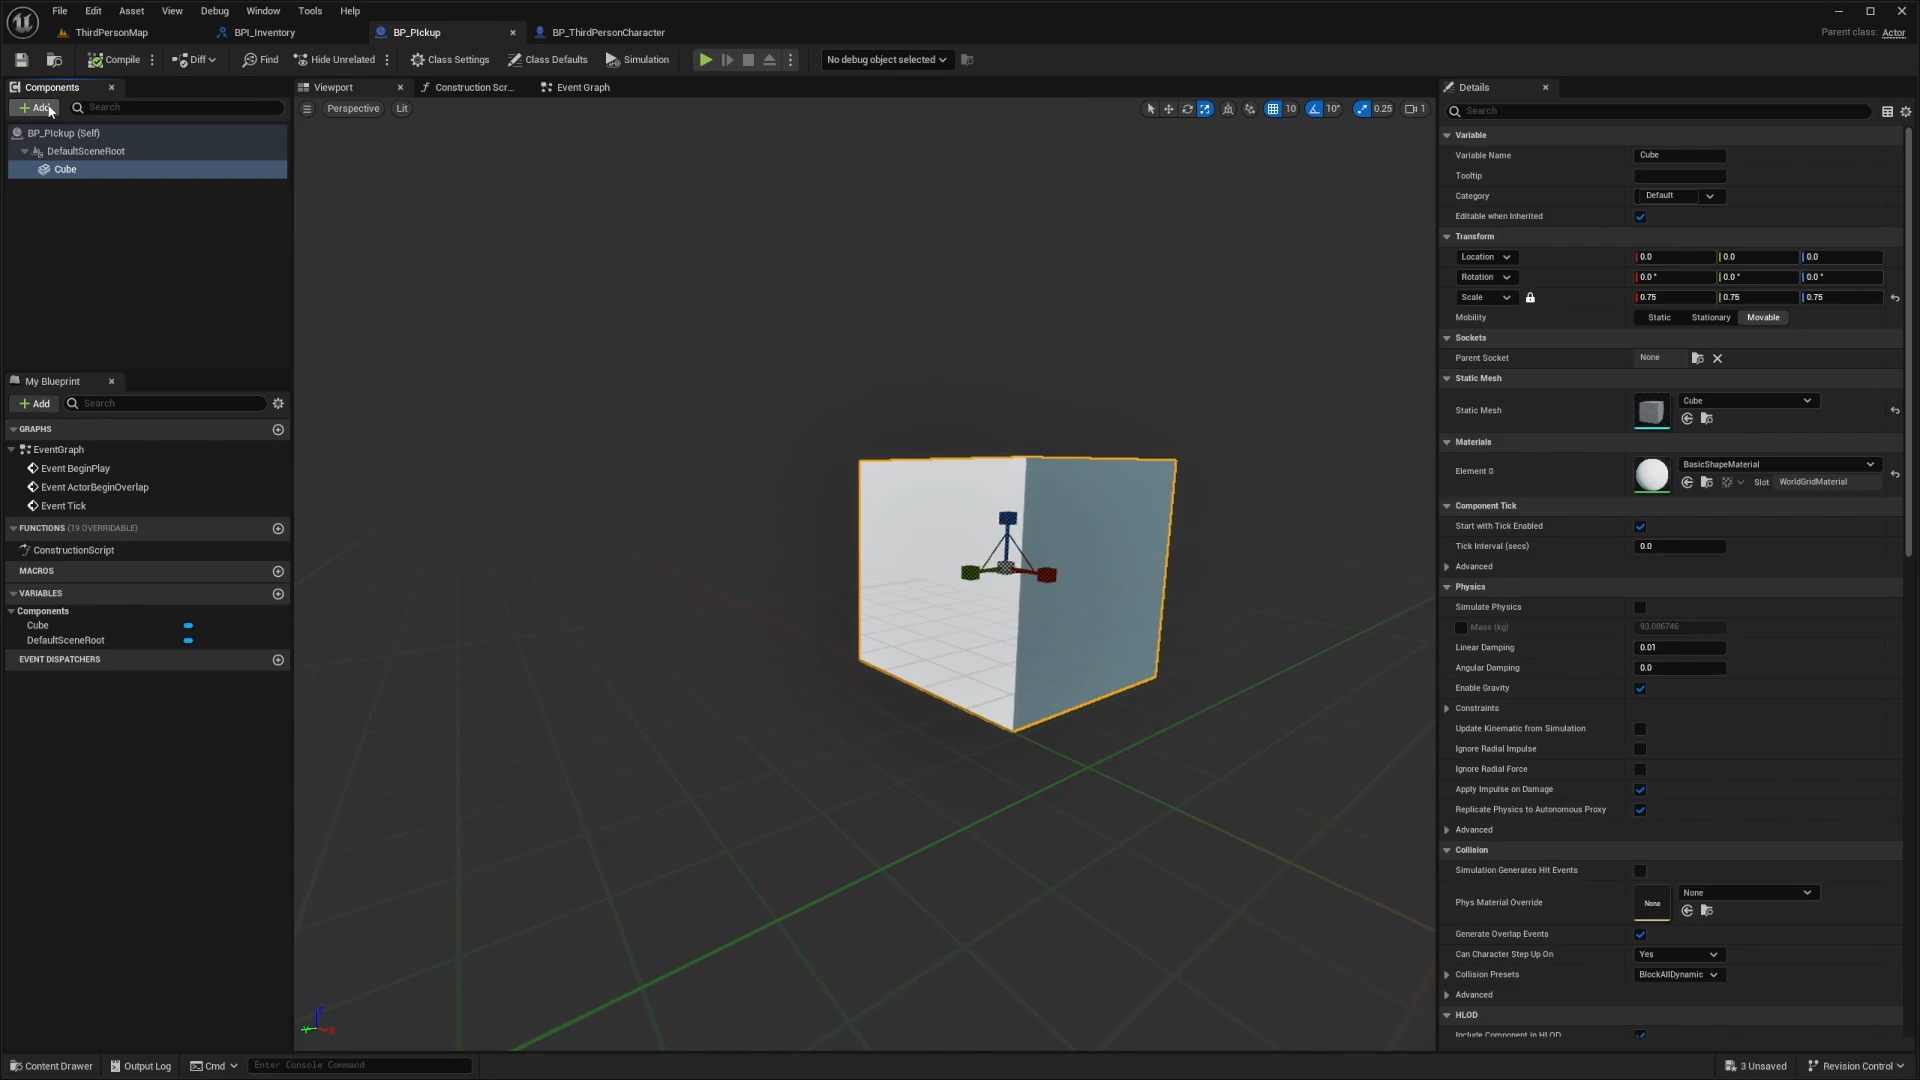 File Edit Asset View Debug Window Tools Help
ThirdPersonMap BPI_Inventory BP_PIckup BP_ThirdPersonCharacter Parent class: Actor
Compile Diff Find Hide Unrelated Class Settings Class Defaults Simulation No debug object selected
Components Viewport Construction Scr... Event Graph Details
Add Search Perspective Lit 10 10° 0.25 1 Search
BP_PIckup (Self)
DefaultSceneRoot
Cube
My Blueprint
Add Search
GRAPHS
EventGraph
Event BeginPlay
Event ActorBeginOverlap
Event Tick
FUNCTIONS (19 OVERRIDABLE)
ConstructionScript
MACROS
VARIABLES
Components
Cube
DefaultSceneRoot
EVENT DISPATCHERS
Variable
Variable Name Cube
Tooltip
Category Default
Editable when Inherited
Transform
Location 0.0 0.0 0.0
Rotation 0.0 ° 0.0 ° 0.0 °
Scale 0.75 0.75 0.75
Mobility Static Stationary Movable
Sockets
Parent Socket None
Static Mesh
Static Mesh Cube
Materials
Element 0 BasicShapeMaterial
Slot WorldGridMaterial
Component Tick
Start with Tick Enabled
Tick Interval (secs) 0.0
Advanced
Physics
Simulate Physics
Mass (kg) 93.086746
Linear Damping 0.01
Angular Damping 0.0
Enable Gravity
Constraints
Update Kinematic from Simulation
Ignore Radial Impulse
Ignore Radial Force
Apply Impulse on Damage
Replicate Physics to Autonomous Proxy
Advanced
Collision
Simulation Generates Hit Events
Phys Material Override None None
Generate Overlap Events
Can Character Step Up On Yes
Collision Presets BlockAllDynamic
Advanced
HLOD
Include Component in HLOD
Content Drawer Output Log Cmd Enter Console Command 3 Unsaved Revision Control